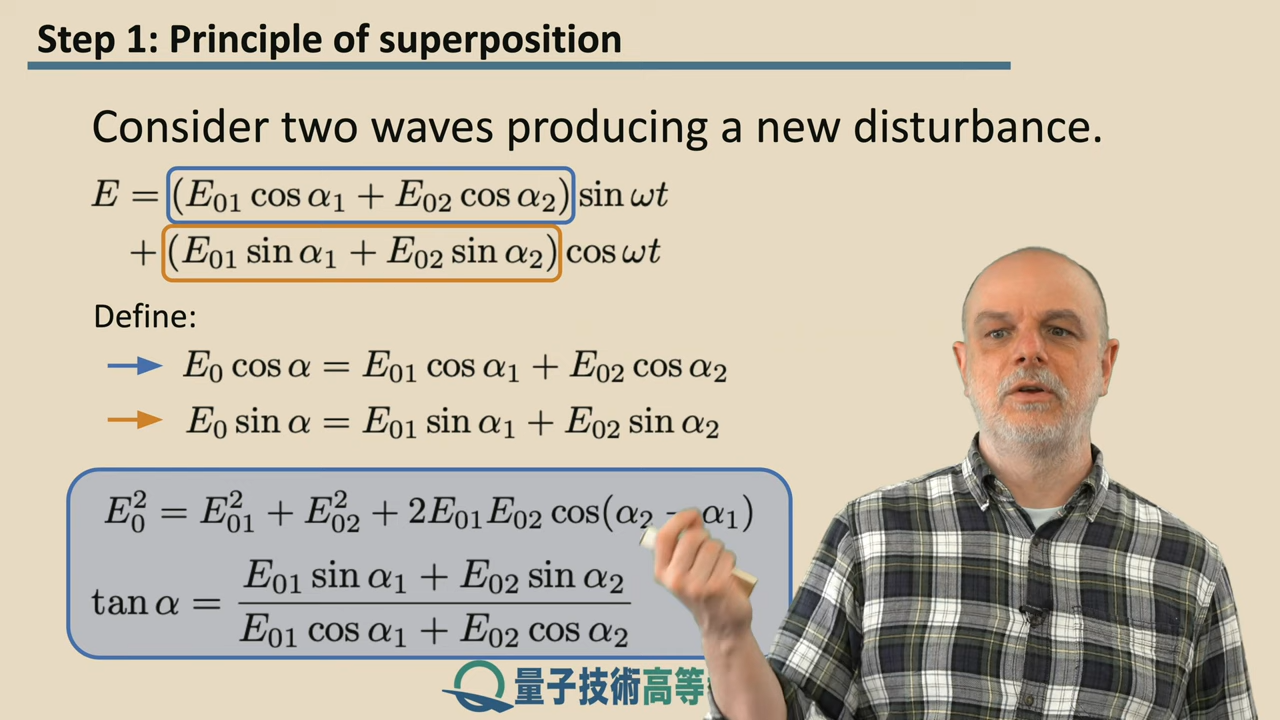 Step 1: Principle of superposition
Consider two waves producing a new disturbance.
E = (E₀₁ cos α₁ + E₀₂ cos α₂) sin ωt
+ (E₀₁ sin α₁ + E₀₂ sin α₂) cos ωt
Define:
E₀ cos α = E₀₁ cos α₁ + E₀₂ cos α₂
E₀ sin α = E₀₁ sin α₁ + E₀₂ sin α₂
E₀² = E₀₁² + E₀₂² + 2E₀₁E₀₂ cos(α₂ − α₁)
tan α = (E₀₁ sin α₁ + E₀₂ sin α₂) / (E₀₁ cos α₁ + E₀₂ cos α₂)
量子技術高等